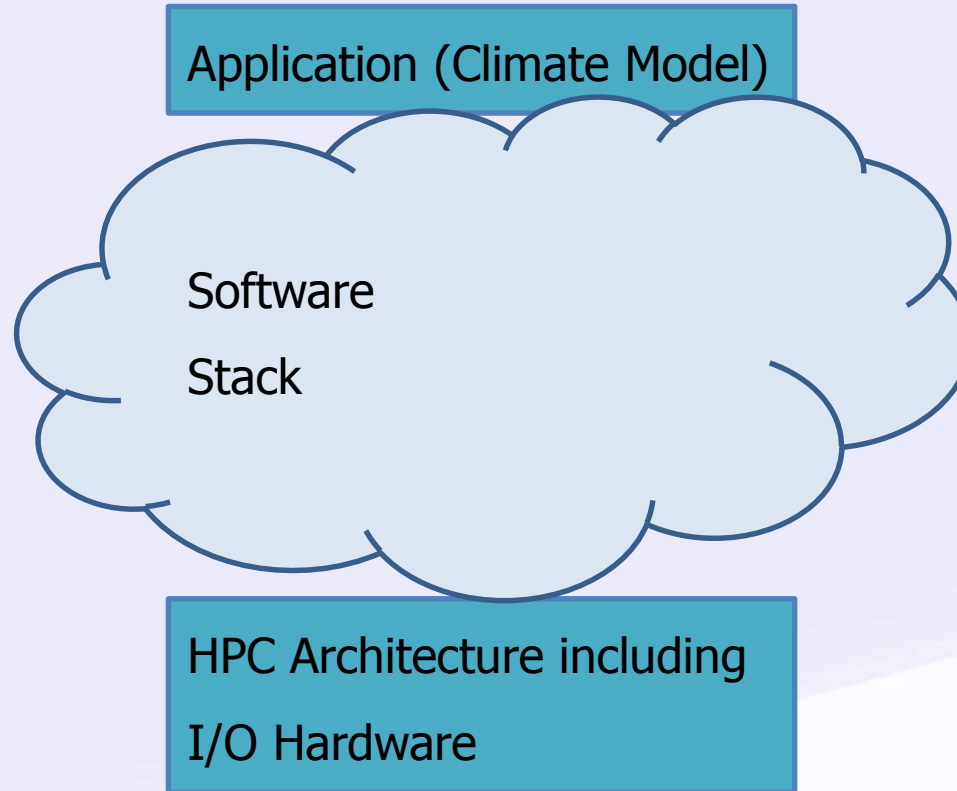 Application (Climate Model)
Software
Stack
HPC Architecture including
I/O Hardware